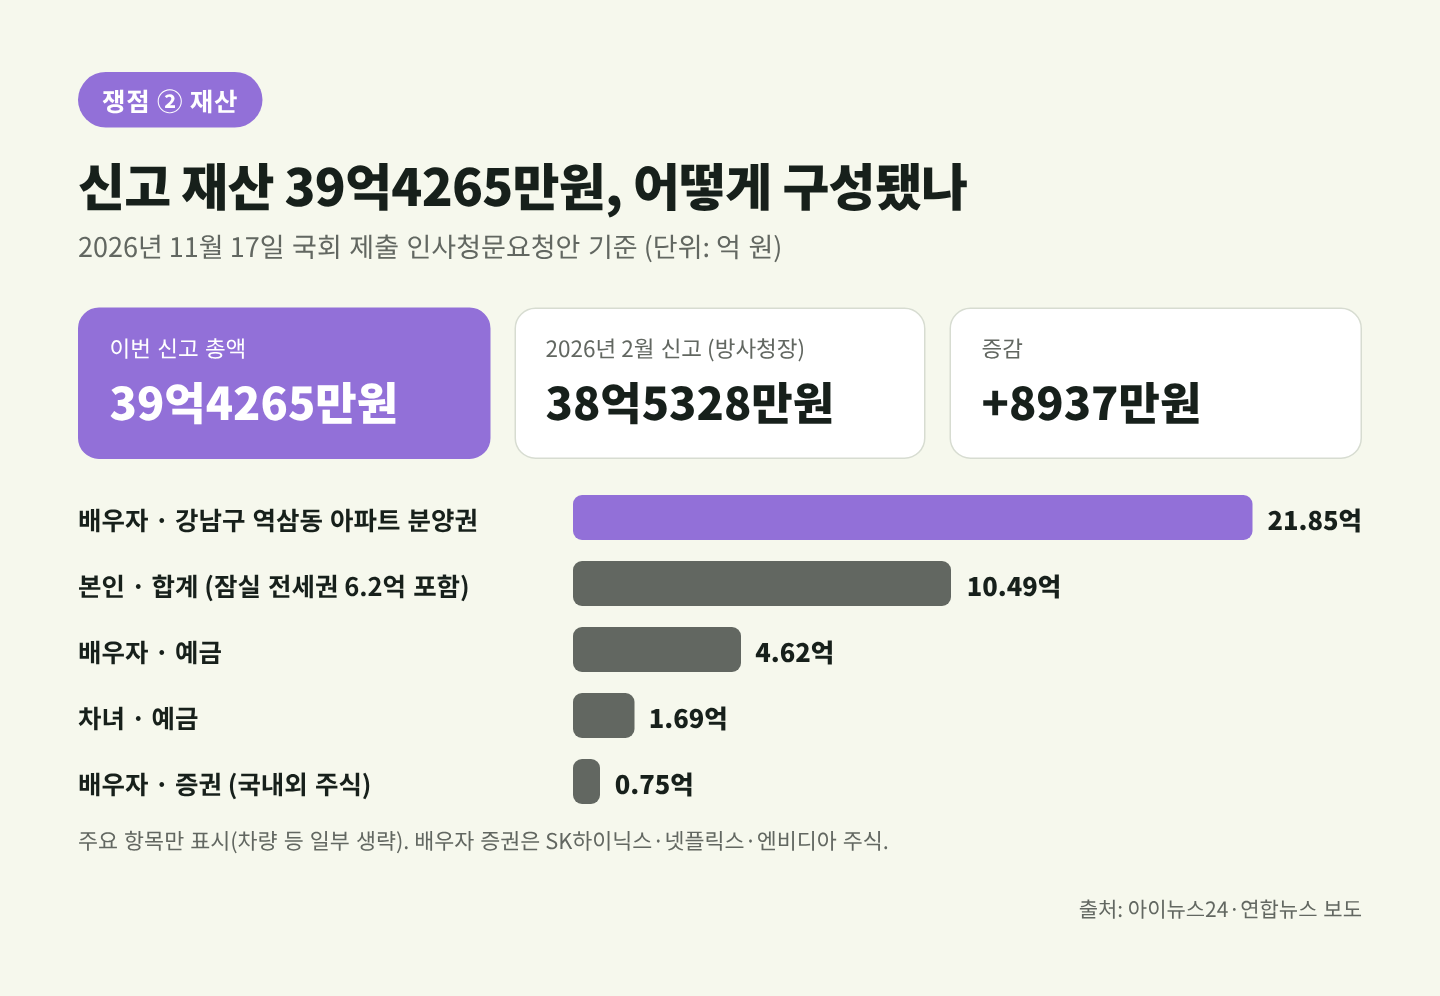 쟁점 ② 재산
신고 재산 39억4265만원, 어떻게 구성됐나
2026년 11월 17일 국회 제출 인사청문요청안 기준 (단위: 억 원)
이번 신고 총액
39억4265만원
2026년 2월 신고 (방사청장)
38억5328만원
증감
+8937만원
배우자 · 강남구 역삼동 아파트 분양권
21.85억
본인 · 합계 (잠실 전세권 6.2억 포함)
10.49억
배우자 · 예금
4.62억
차녀 · 예금
1.69억
배우자 · 증권 (국내외 주식)
0.75억
주요 항목만 표시(차량 등 일부 생략). 배우자 증권은 SK하이닉스·넷플릭스·엔비디아 주식.
출처: 아이뉴스24·연합뉴스 보도